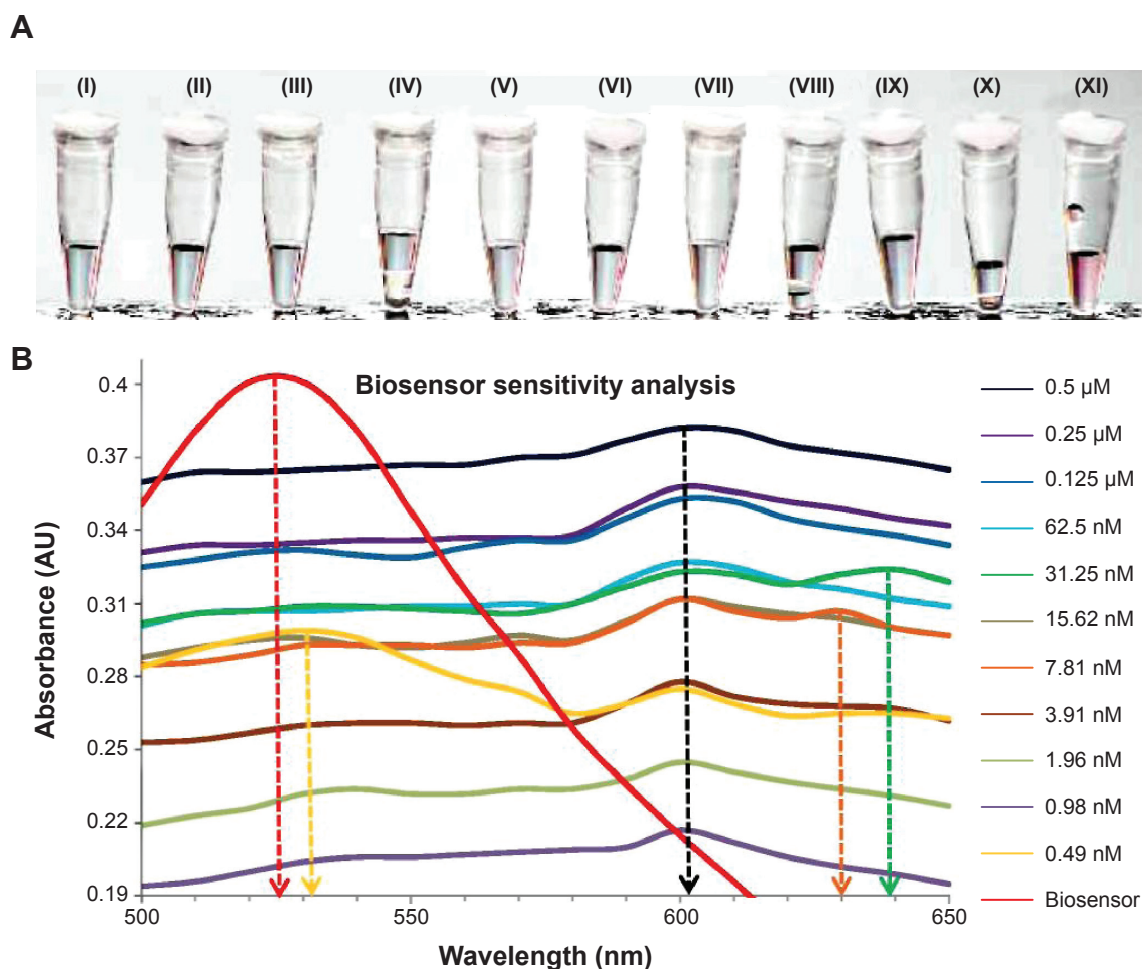 A
(I) (II) (III) (IV) (V) (VI) (VII) (VIII) (IX) (X) (XI)
B
Biosensor sensitivity analysis
Absorbance (AU)
0.4
0.37
0.34
0.31
0.28
0.25
0.22
0.19
500 550 600 650
Wavelength (nm)
0.5 µM
0.25 µM
0.125 µM
62.5 nM
31.25 nM
15.62 nM
7.81 nM
3.91 nM
1.96 nM
0.98 nM
0.49 nM
Biosensor